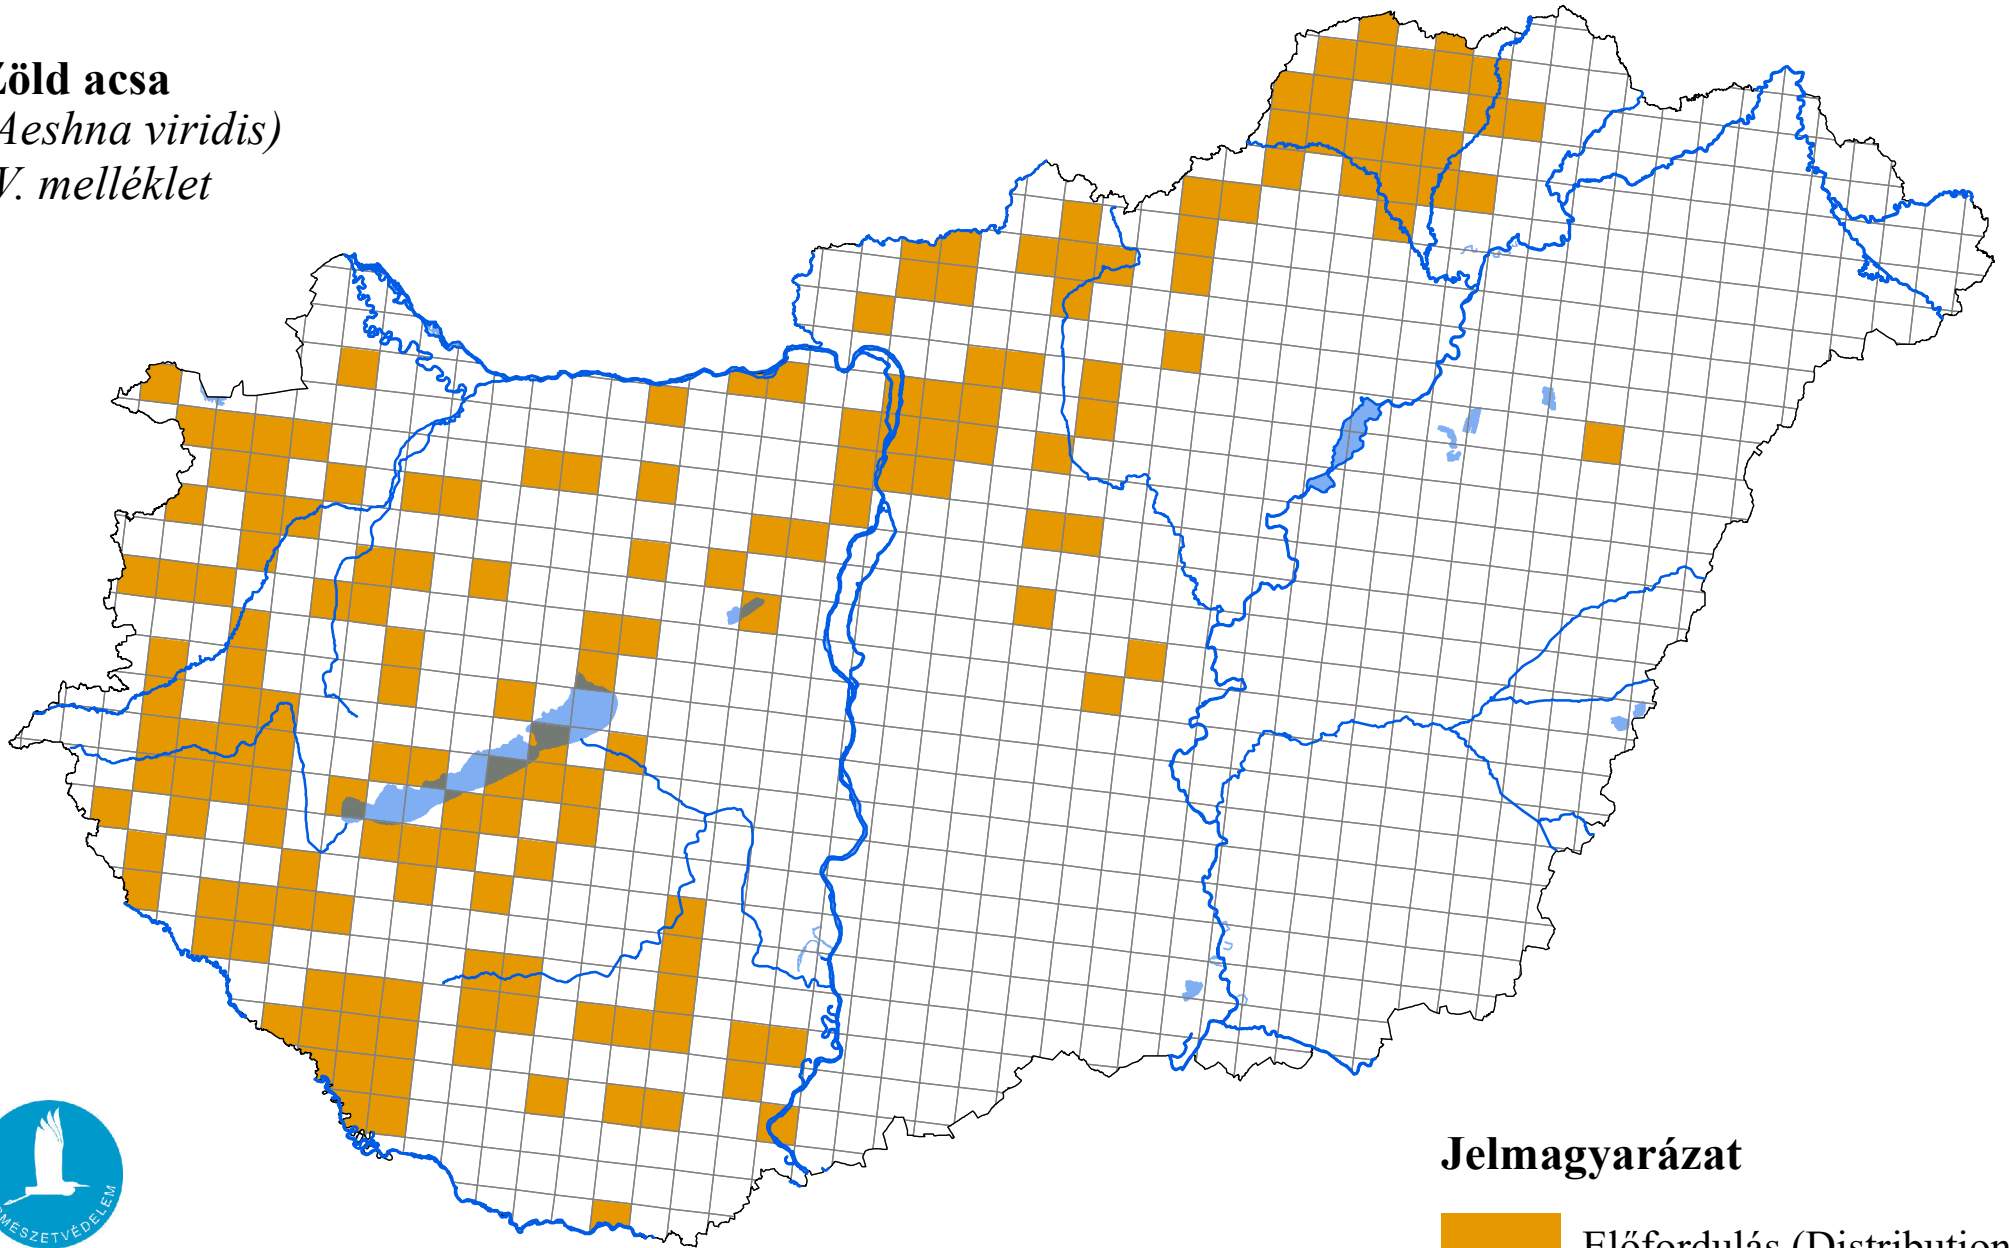 Zöld acsa
Aeshna viridis)
V. melléklet
Jelmagyarázat
Előfordulás (Distribution